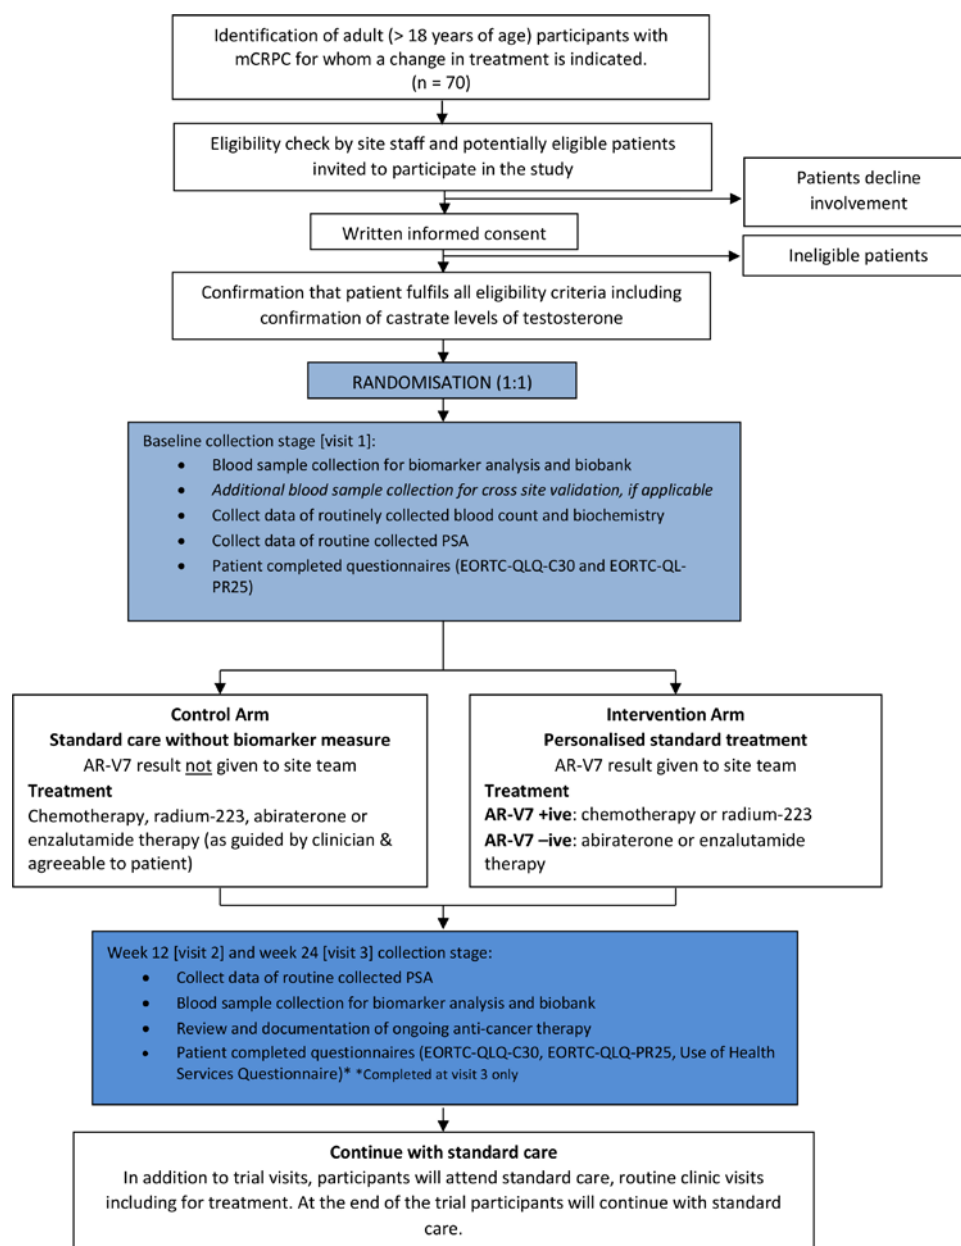 Identification of adult (> 18 years of age) participants with
mCRPC for whom a change in treatment is indicated.
(n = 70)
Eligibility check by site staff and potentially eligible patients
invited to participate in the study
Patients decline
involvement
Written informed consent
Ineligible patients
Confirmation that patient fulfils all eligibility criteria including
confirmation of castrate levels of testosterone
RANDOMISATION (1:1)
Baseline collection stage [visit 1]:
• Blood sample collection for biomarker analysis and biobank
• Additional blood sample collection for cross site validation, if applicable
• Collect data of routinely collected blood count and biochemistry
• Collect data of routine collected PSA
• Patient completed questionnaires (EORTC-QLQ-C30 and EORTC-QL-
PR25)
Control Arm
Standard care without biomarker measure
AR-V7 result not given to site team
Treatment
Chemotherapy, radium-223, abiraterone or
enzalutamide therapy (as guided by clinician &
agreeable to patient)
Intervention Arm
Personalised standard treatment
AR-V7 result given to site team
Treatment
AR-V7 +ive: chemotherapy or radium-223
AR-V7 –ive: abiraterone or enzalutamide
therapy
Week 12 [visit 2] and week 24 [visit 3] collection stage:
• Collect data of routine collected PSA
• Blood sample collection for biomarker analysis and biobank
• Review and documentation of ongoing anti-cancer therapy
• Patient completed questionnaires (EORTC-QLQ-C30, EORTC-QLQ-PR25, Use of Health
Services Questionnaire)* *Completed at visit 3 only
Continue with standard care
In addition to trial visits, participants will attend standard care, routine clinic visits
including for treatment. At the end of the trial participants will continue with standard
care.